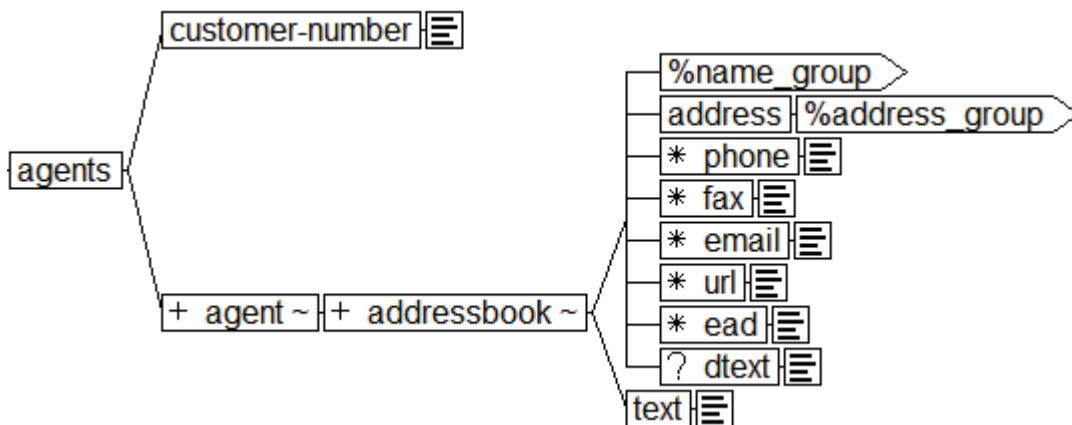 customer-number
%name_group
address %address_group
* phone
agents
* fax
* email
* url
+ agent ~ + addressbook ~
* ead
? dtext
text